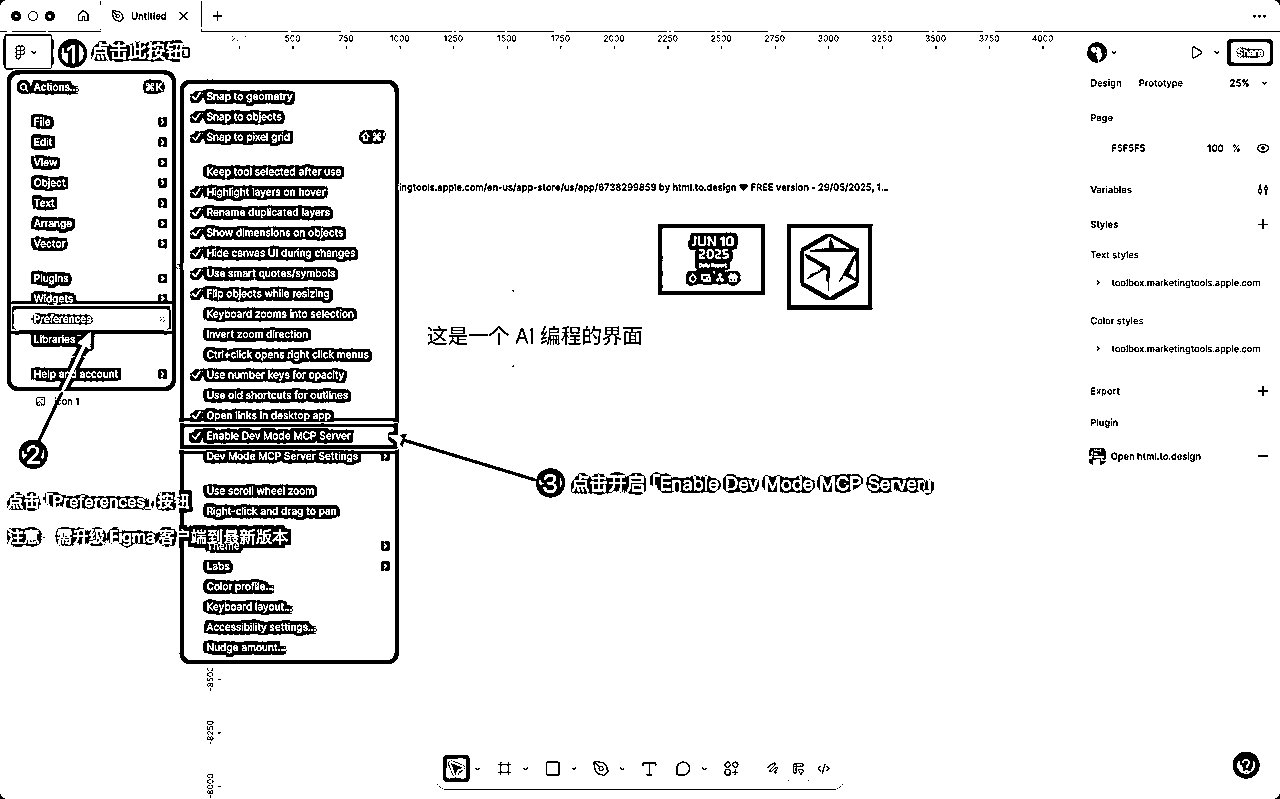 Untitled
① 点击此按钮
500 750 1000 1250 1500 1750 2000 2250 2500 2750 3000 3250 3500 3750 4000
Share
Actions... ⌘K
File
Edit
View
Object
Text
Arrange
Vector
Plugins
Widgets
Preferences
Libraries
Help and account
Icon 1
Snap to geometry
Snap to objects
Snap to pixel grid
Keep tool selected after use
Highlight layers on hover
Rename duplicated layers
Show dimensions on objects
Hide canvas UI during changes
Use smart quotes/symbols
Flip objects while resizing
Keyboard zooms into selection
Invert zoom direction
Ctrl+click opens right click menus
Use number keys for opacity
Use old shortcuts for outlines
Open links in desktop app
Enable Dev Mode MCP Server
Dev Mode MCP Server Settings
Use scroll wheel zoom
Right-click and drag to pan
Theme
Labs
Color profile...
Keyboard layout...
Accessibility settings...
Nudge amount...
②
点击「Preferences」按钮
注意 需升级 Figma 客户端到最新版本
ingtools.apple.com/en-us/app-store/us/app/6738299859 by html.to.design ❤ FREE version - 29/05/2025, 1...
JUN 10
2025
这是一个 AI 编程的界面
③ 点击开启「Enable Dev Mode MCP Server」
Design Prototype 25%
Page
F5F5F5 100 %
Variables
Styles
Text styles
toolbox.marketingtools.apple.com
Color styles
toolbox.marketingtools.apple.com
Export
Plugin
Open html.to.design
-8500
-8250
-8000